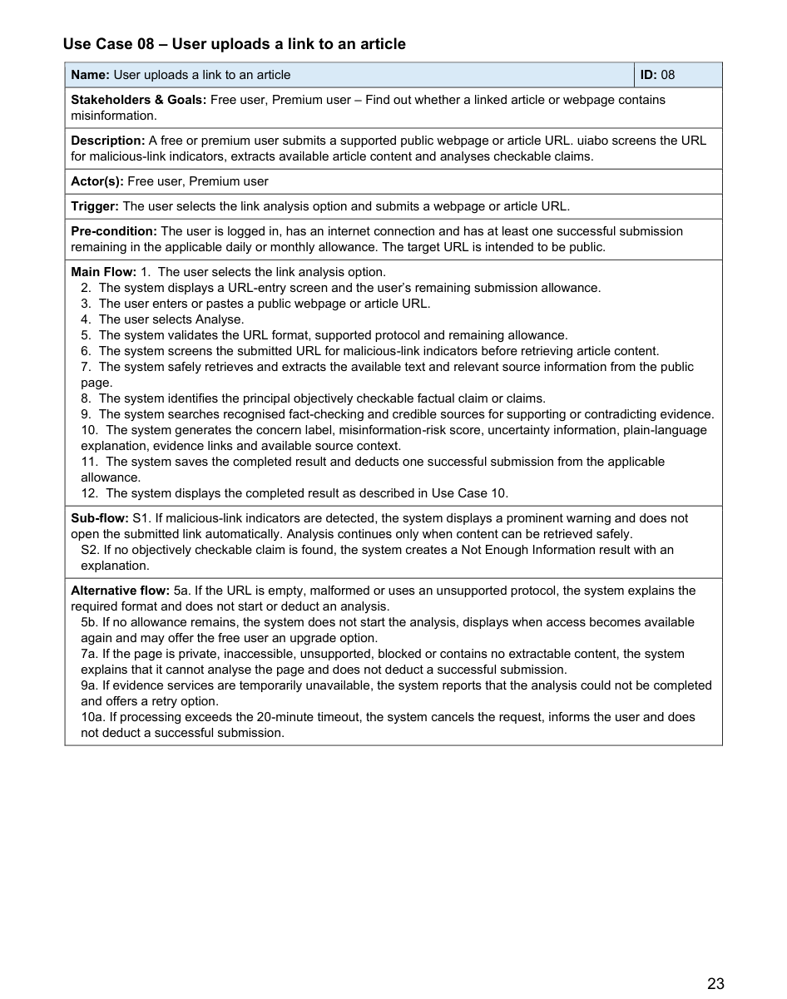 Use Case 08 – User uploads a link to an article
Name: User uploads a link to an article
ID: 08
Stakeholders & Goals: Free user, Premium user – Find out whether a linked article or webpage contains
misinformation.
Description: A free or premium user submits a supported public webpage or article URL. uiabo screens the URL
for malicious-link indicators, extracts available article content and analyses checkable claims.
Actor(s): Free user, Premium user
Trigger: The user selects the link analysis option and submits a webpage or article URL.
Pre-condition: The user is logged in, has an internet connection and has at least one successful submission
remaining in the applicable daily or monthly allowance. The target URL is intended to be public.
Main Flow: 1. The user selects the link analysis option.
2. The system displays a URL-entry screen and the user’s remaining submission allowance.
3. The user enters or pastes a public webpage or article URL.
4. The user selects Analyse.
5. The system validates the URL format, supported protocol and remaining allowance.
6. The system screens the submitted URL for malicious-link indicators before retrieving article content.
7. The system safely retrieves and extracts the available text and relevant source information from the public
page.
8. The system identifies the principal objectively checkable factual claim or claims.
9. The system searches recognised fact-checking and credible sources for supporting or contradicting evidence.
10. The system generates the concern label, misinformation-risk score, uncertainty information, plain-language
explanation, evidence links and available source context.
11. The system saves the completed result and deducts one successful submission from the applicable
allowance.
12. The system displays the completed result as described in Use Case 10.
Sub-flow: S1. If malicious-link indicators are detected, the system displays a prominent warning and does not
open the submitted link automatically. Analysis continues only when content can be retrieved safely.
S2. If no objectively checkable claim is found, the system creates a Not Enough Information result with an
explanation.
Alternative flow: 5a. If the URL is empty, malformed or uses an unsupported protocol, the system explains the
required format and does not start or deduct an analysis.
5b. If no allowance remains, the system does not start the analysis, displays when access becomes available
again and may offer the free user an upgrade option.
7a. If the page is private, inaccessible, unsupported, blocked or contains no extractable content, the system
explains that it cannot analyse the page and does not deduct a successful submission.
9a. If evidence services are temporarily unavailable, the system reports that the analysis could not be completed
and offers a retry option.
10a. If processing exceeds the 20-minute timeout, the system cancels the request, informs the user and does
not deduct a successful submission.
23